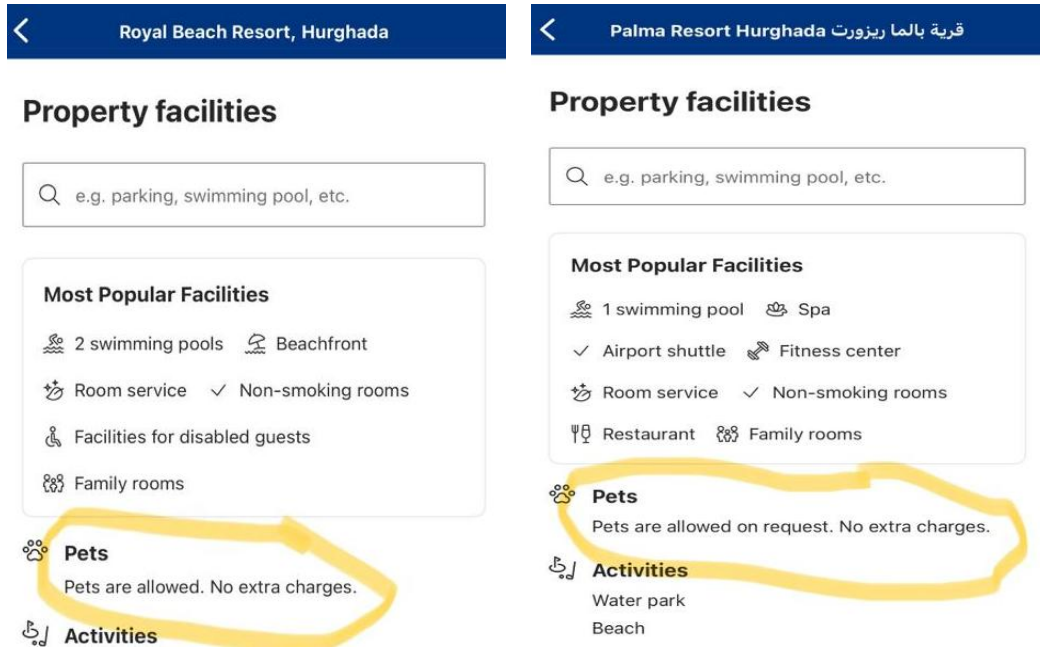 Royal Beach Resort, Hurghada
Property facilities
e.g. parking, swimming pool, etc.
Most Popular Facilities
2 swimming pools Beachfront
Room service Non-smoking rooms
Facilities for disabled guests
Family rooms
Pets
Pets are allowed. No extra charges.
Activities
Palma Resort Hurghada قرية بالما ريزورت
Property facilities
e.g. parking, swimming pool, etc.
Most Popular Facilities
1 swimming pool Spa
Airport shuttle Fitness center
Room service Non-smoking rooms
Restaurant Family rooms
Pets
Pets are allowed on request. No extra charges.
Activities
Water park
Beach